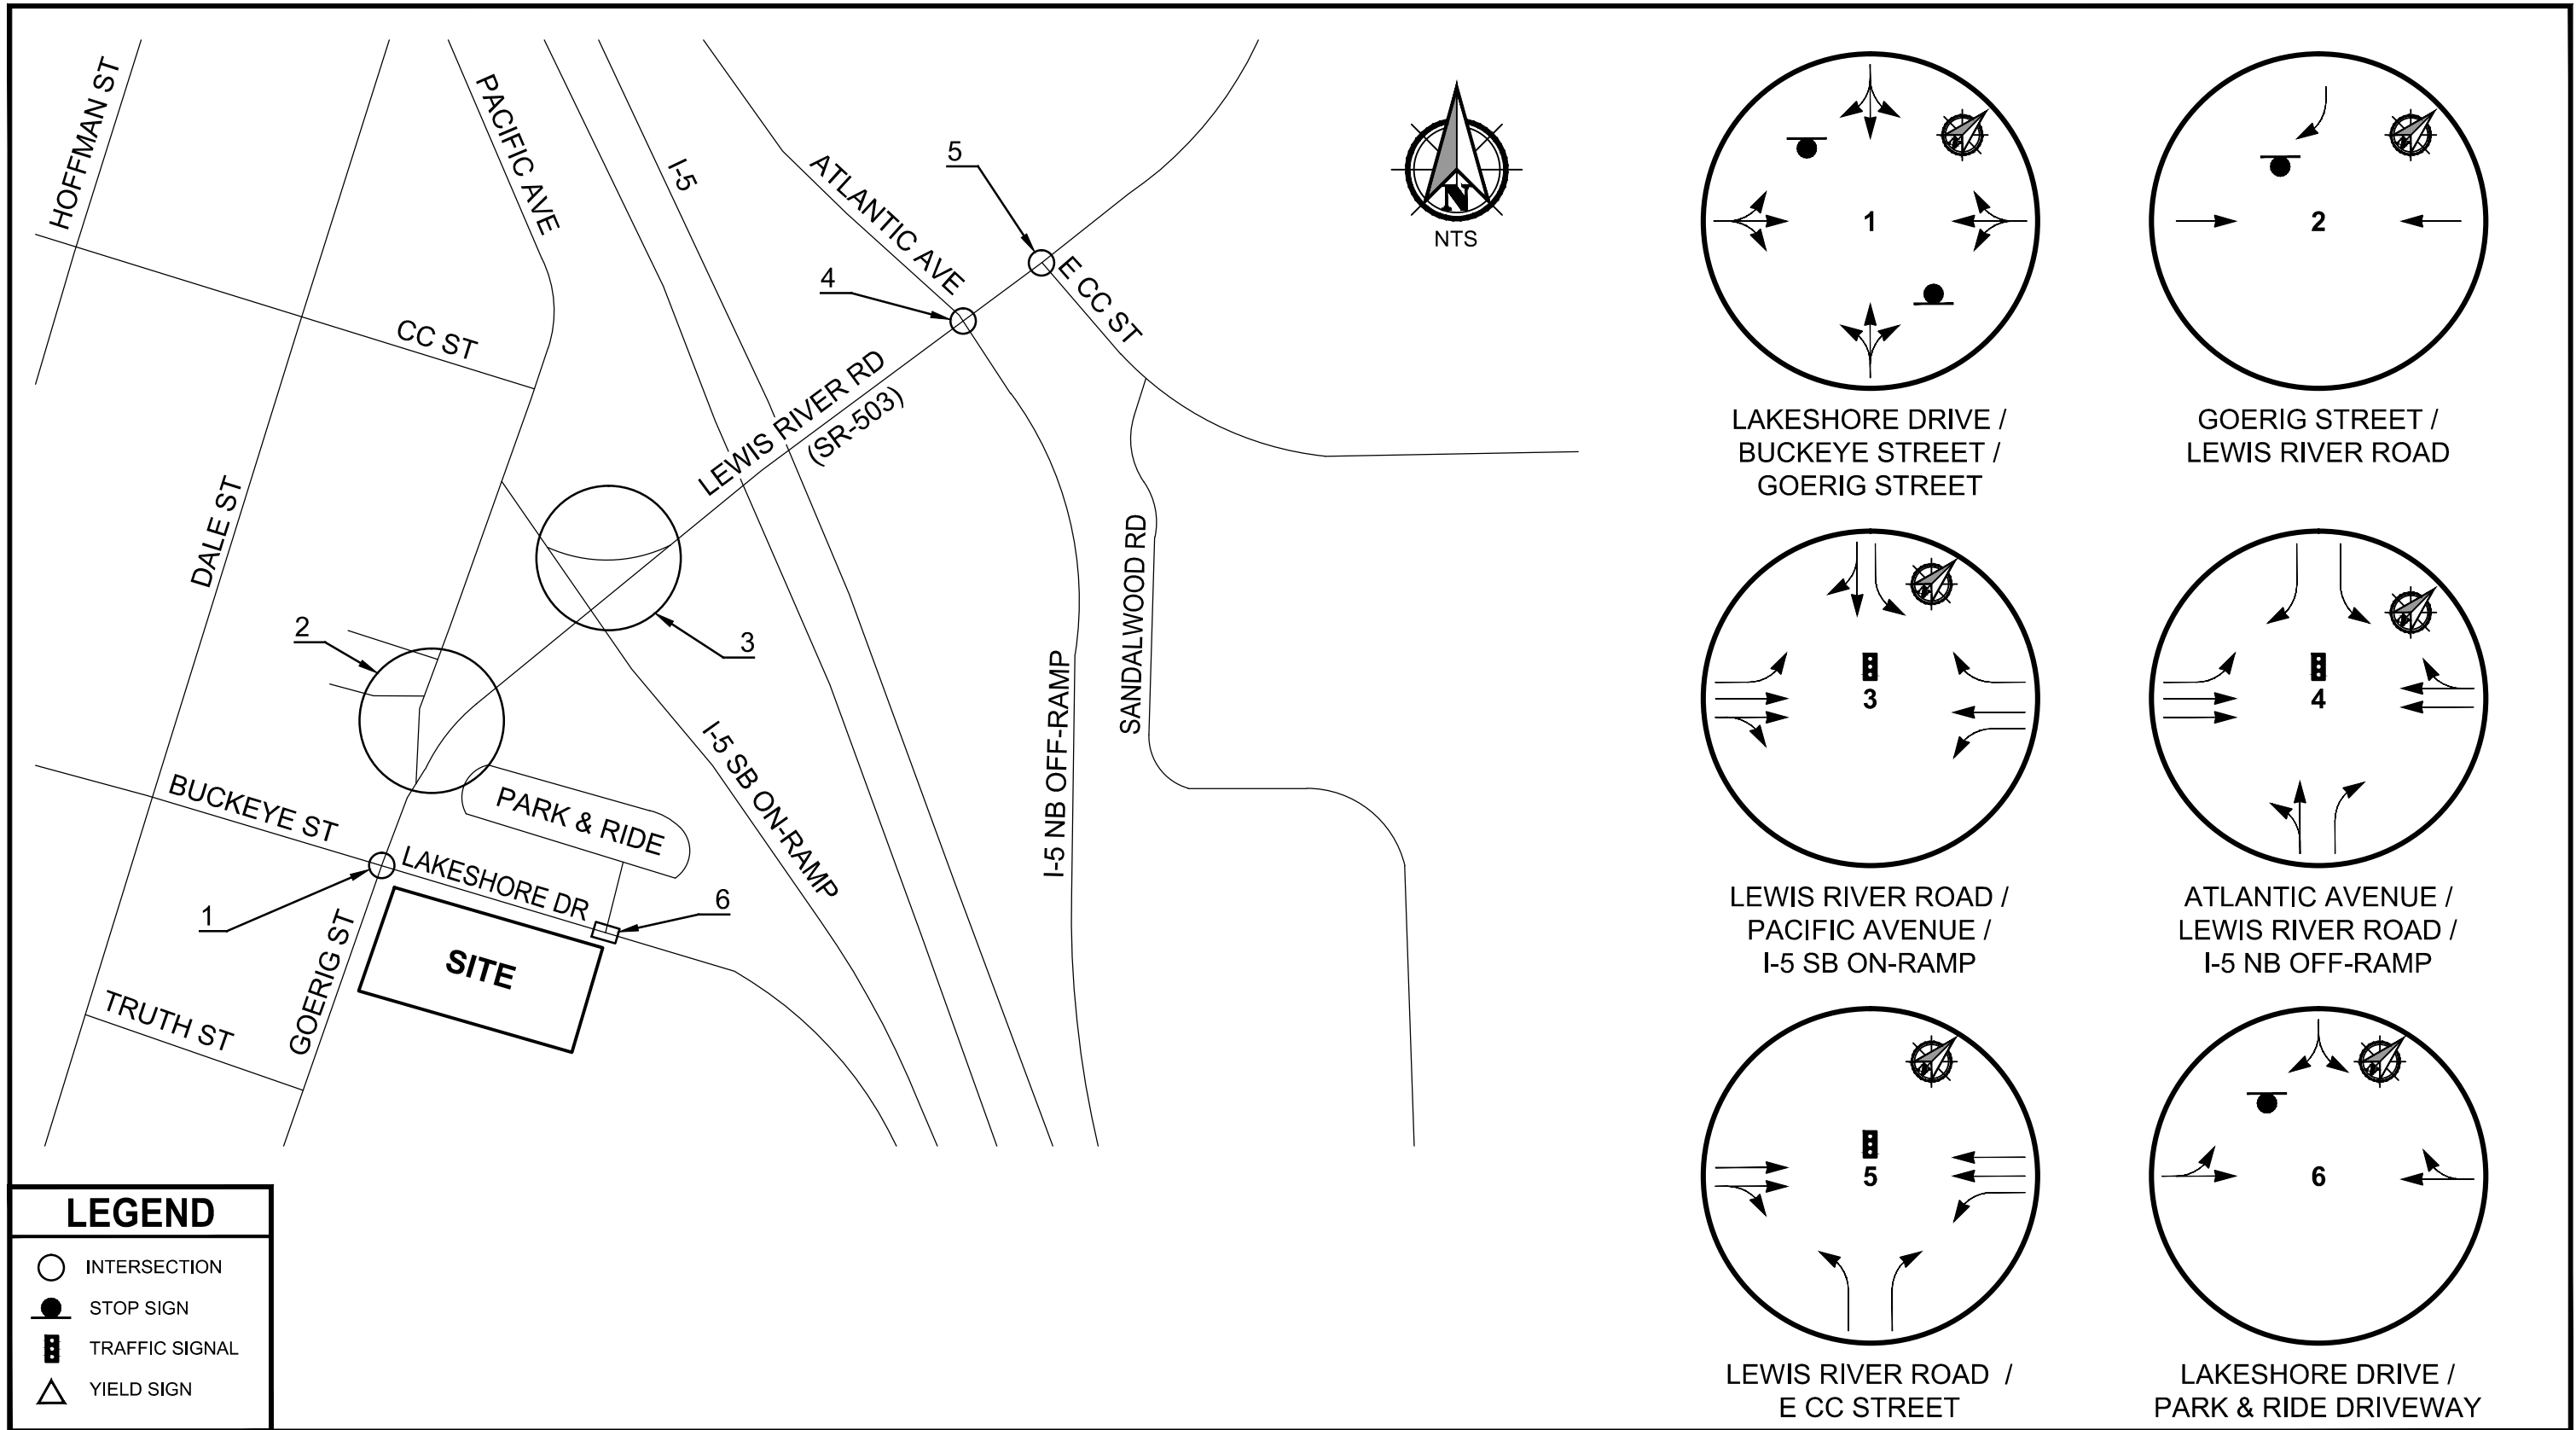 HOFFMAN ST
PACIFIC AVE
I-5
ATLANTIC AVE
5
N
NTS
4
E CC ST
CC ST
LEWIS RIVER RD
(SR-503)
DALE ST
SANDALWOOD RD
2
3
I-5 NB OFF-RAMP
I-5 SB ON-RAMP
BUCKEYE ST
PARK & RIDE
LAKESHORE DR
1
6
GOERIG ST
SITE
TRUTH ST
LEGEND
INTERSECTION
STOP SIGN
TRAFFIC SIGNAL
YIELD SIGN
N
1
LAKESHORE DRIVE /
BUCKEYE STREET /
GOERIG STREET
N
2
GOERIG STREET /
LEWIS RIVER ROAD
N
3
LEWIS RIVER ROAD /
PACIFIC AVENUE /
I-5 SB ON-RAMP
N
4
ATLANTIC AVENUE /
LEWIS RIVER ROAD /
I-5 NB OFF-RAMP
N
5
LEWIS RIVER ROAD /
E CC STREET
N
6
LAKESHORE DRIVE /
PARK & RIDE DRIVEWAY